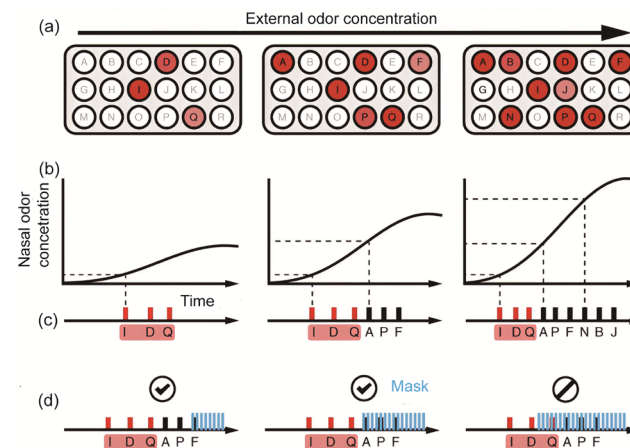 External odor concentration
(a)
A B C D E F
G H I J K L
M N O P Q R
A B C D E F
G H I J K L
M N O P Q R
A B C D E F
G H I J K L
M N O P Q R
(b)
Nasal odor
concetration
Time
(c)
I D Q
I D Q A P F
I D Q A P F N B J
Mask
(d)
I D Q A P F
I D Q A P F
I D Q A P F